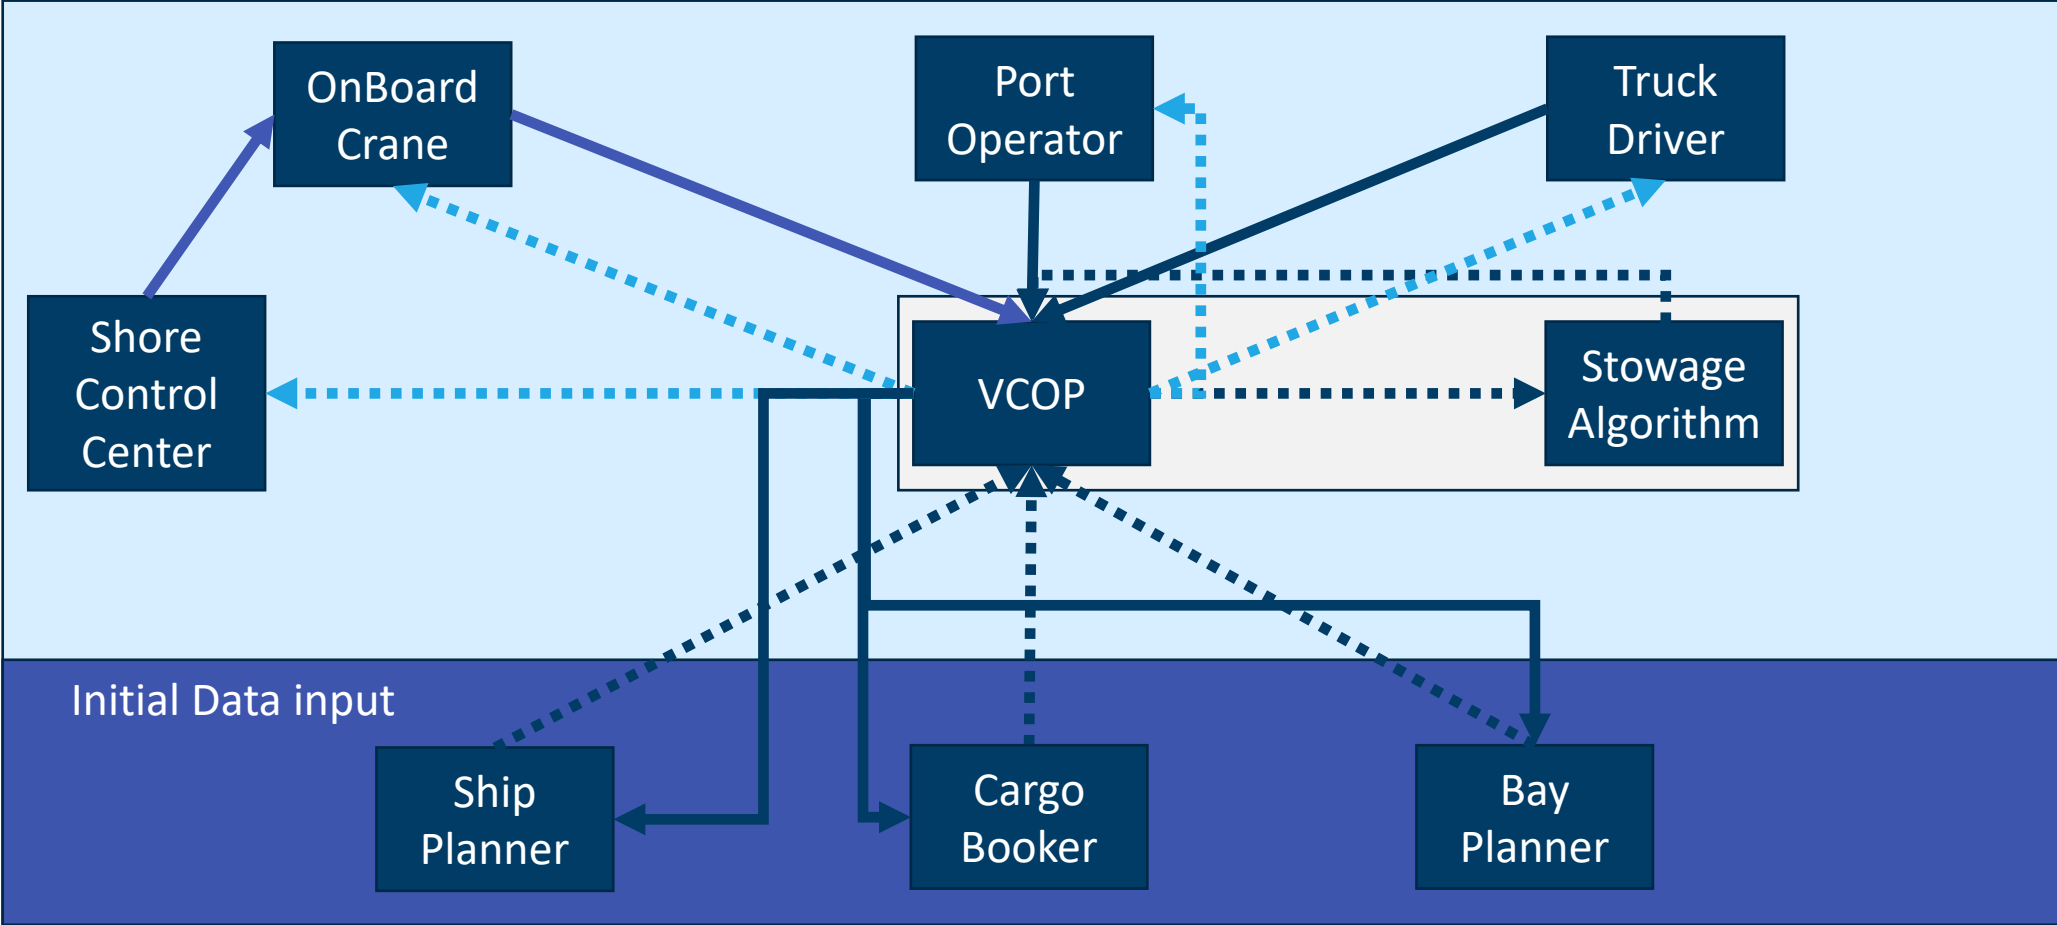 OnBoard
Crane
Port
Operator
Truck
Driver
Shore
Control
Center
VCOP
Stowage
Algorithm
Initial Data input
Ship
Planner
Cargo
Booker
Bay
Planner